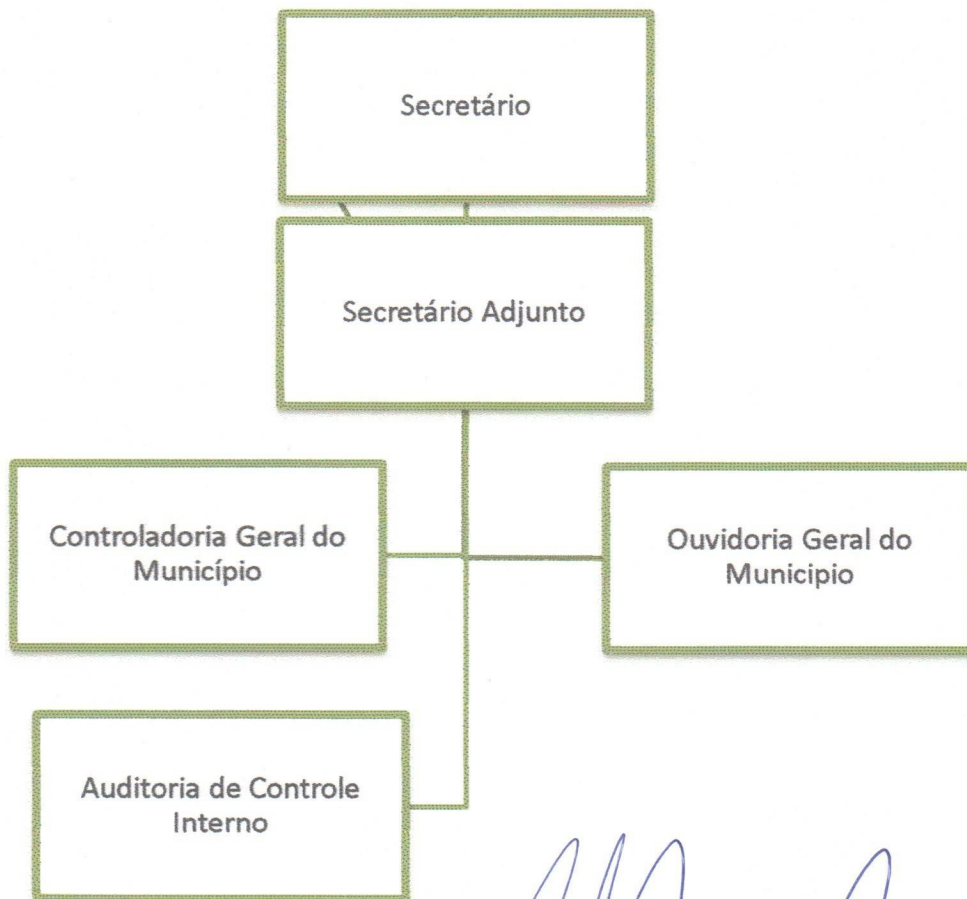 Secretário
Secretário Adjunto
Controladoria Geral do
Município
Ouvidoria Geral do
Municipio
Auditoria de Controle
Interno